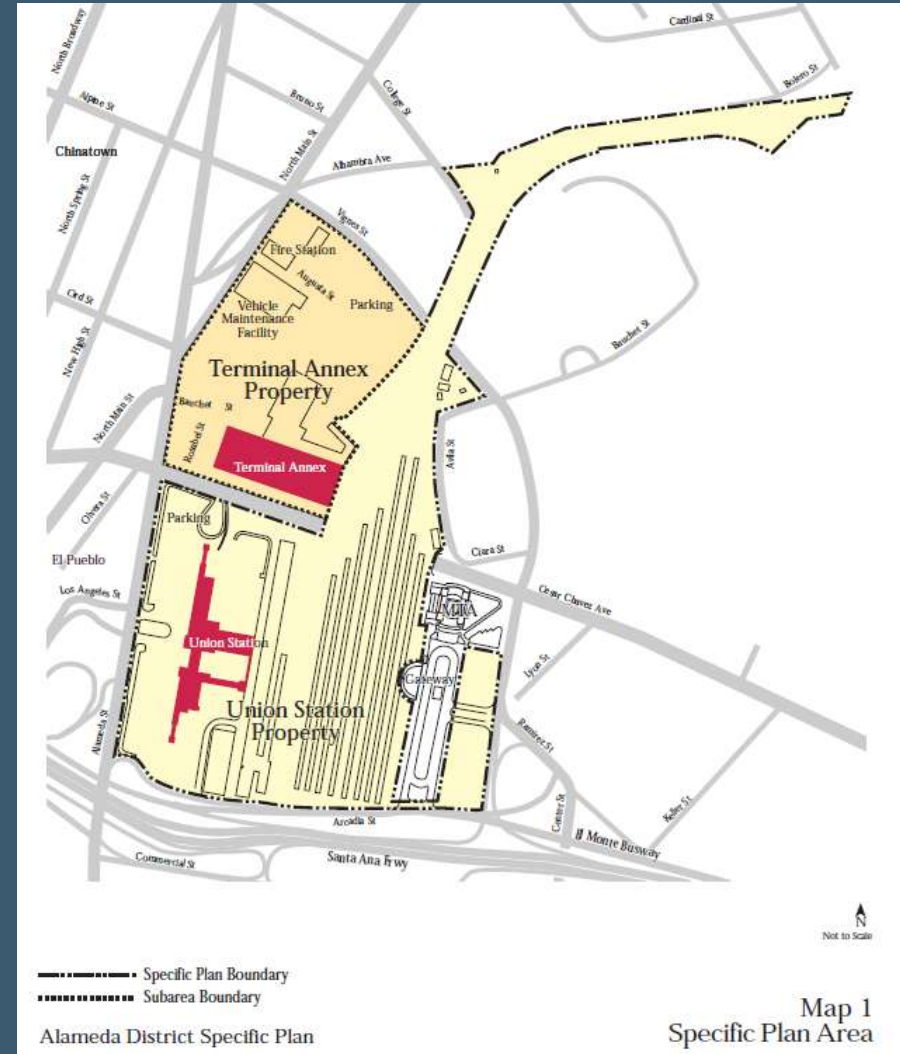 North Broadway
Cardinal St
Bolero St
College St
Alpine St
Bruno St
North Main St
Chinatown
Alhambra Ave
North Spring St
Vignes St
Fire Station
Augusta St
Parking
Vehicle
Maintenance
Facility
Ord St
New High St
Bauchet St
Terminal Annex
Property
North Main St
Bauchet St
Rosabel St
Avila St
Terminal Annex
Olvera St
Parking
El Pueblo
Clara St
Cesar Chavez Ave
Los Angeles St
MTA
Union Station
Lyon St
Gateway
Union Station
Property
Alameda St
Ramirez St
Center St
Keller St
Arcadia St
El Monte Busway
Commercial St
Santa Ana Frwy
N
Not to Scale
Specific Plan Boundary
Subarea Boundary
Alameda District Specific Plan
Map 1
Specific Plan Area